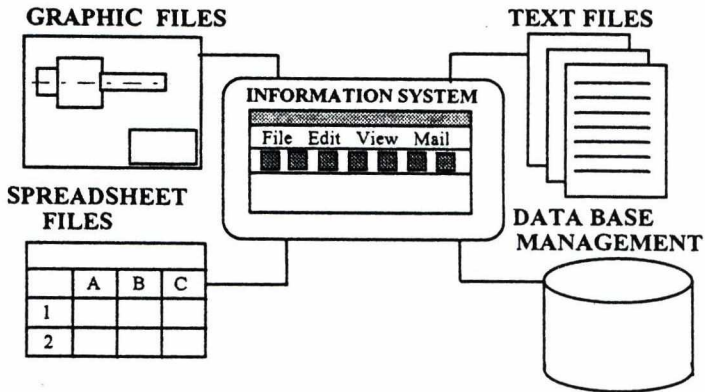 GRAPHIC FILES
TEXT FILES
INFORMATION SYSTEM
File Edit View Mail
SPREADSHEET
FILES
A B C
1
2
DATA BASE
MANAGEMENT